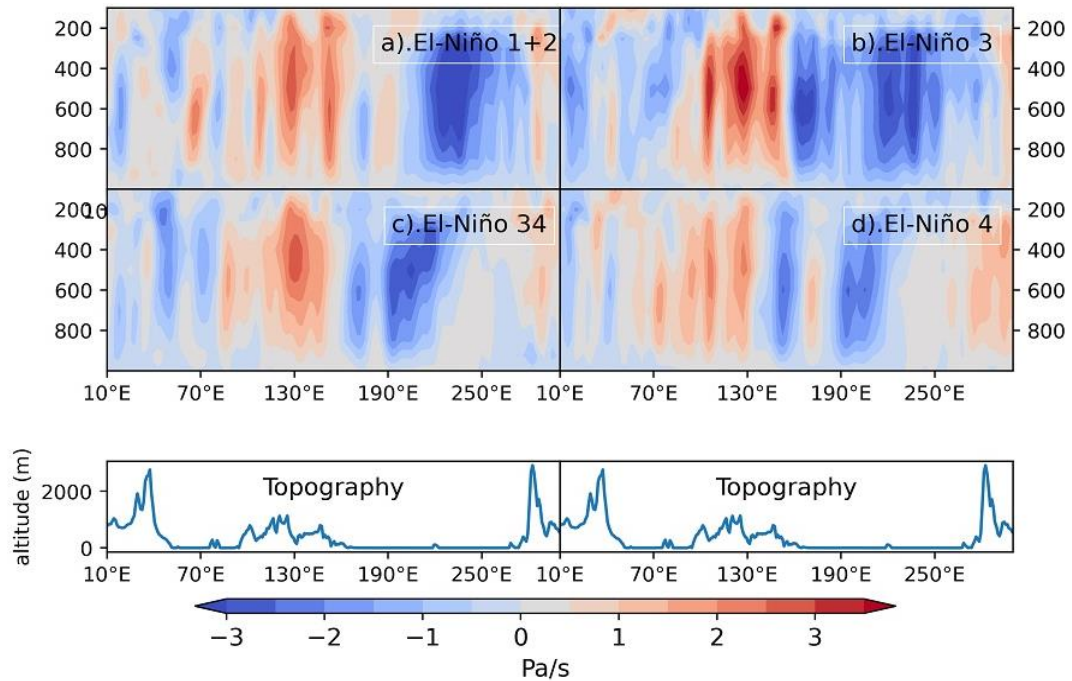 200
400
600
800
a).El-Niño 1+2
b).El-Niño 3
200
400
600
800
200
400
600
800
c).El-Niño 34
d).El-Niño 4
200
400
600
800
10°E 70°E 130°E 190°E 250°E 10°E 70°E 130°E 190°E 250°E
altitude (m)
2000
0
Topography
Topography
10°E 70°E 130°E 190°E 250°E 10°E 70°E 130°E 190°E 250°E
−3 −2 −1 0 1 2 3
Pa/s